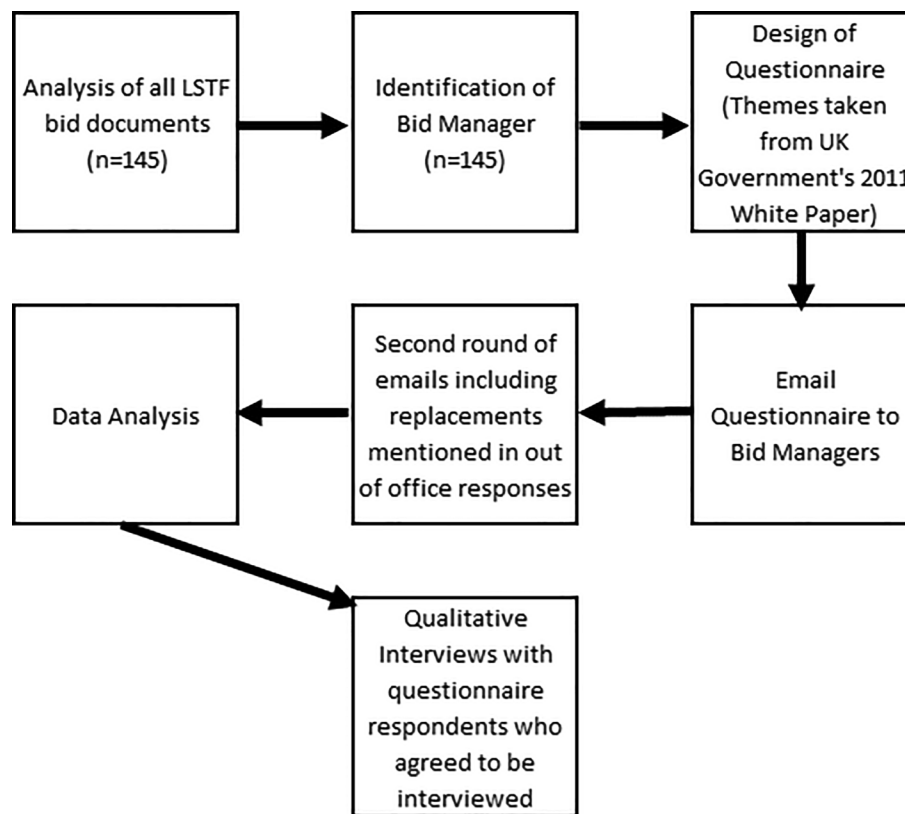 Analysis of all LSTF
bid documents
(n=145)
Identification of
Bid Manager
(n=145)
Design of
Questionnaire
(Themes taken
from UK
Government's 2011
White Paper)
Email
Questionnaire to
Bid Managers
Second round of
emails including
replacements
mentioned in out
of office responses
Data Analysis
Qualitative
Interviews with
questionnaire
respondents who
agreed to be
interviewed